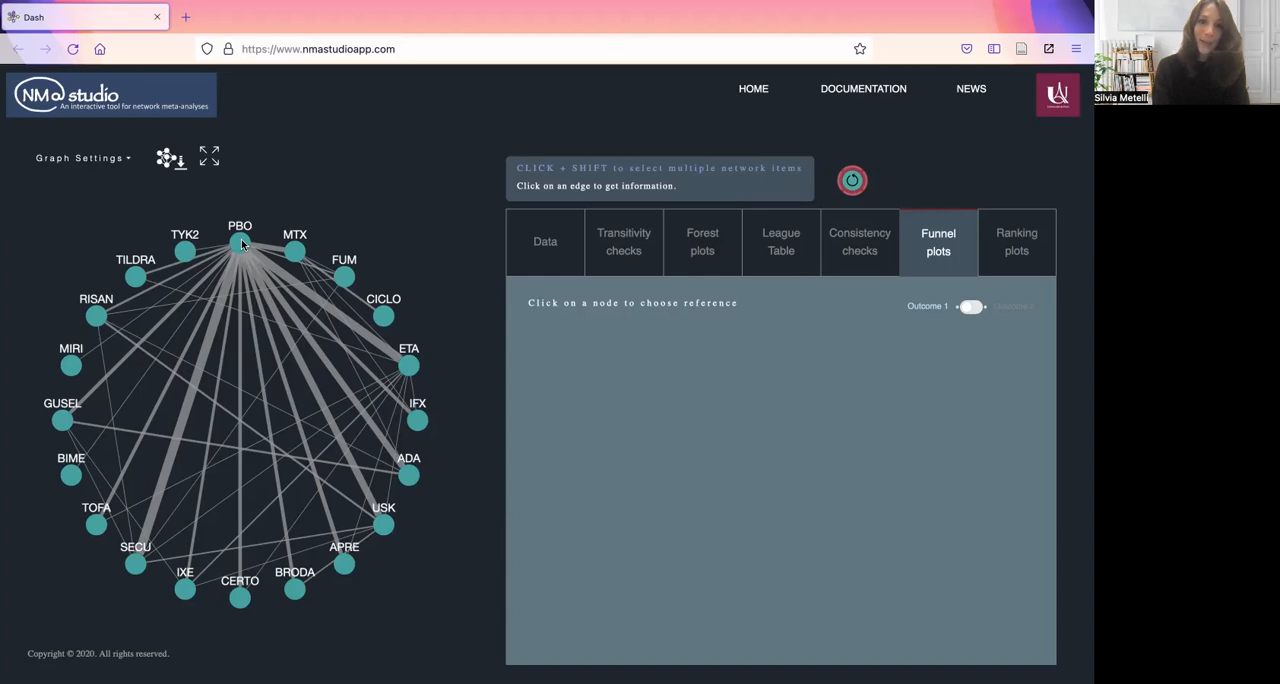 Dash
https://www.nmastudioapp.com
Silvia Metelli
NM@studio
An interactive tool for network meta-analyses
HOME
DOCUMENTATION
NEWS
Graph Settings
CLICK + SHIFT to select multiple network items
Click on an edge to get information.
Data
Transitivity checks
Forest plots
League Table
Consistency checks
Funnel plots
Ranking plots
Click on a node to choose reference
Outcome 1
PBO
MTX
TYK2
FUM
TILDRA
CICLO
RISAN
ETA
MIRI
IFX
GUSEL
ADA
BIME
USK
TOFA
APRE
SECU
BRODA
IXE
CERTO
Copyright © 2020. All rights reserved.